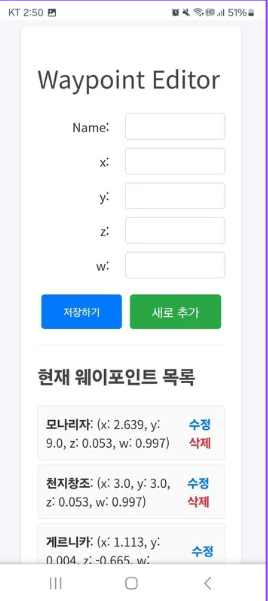 KT 2:50 51%
Waypoint Editor
Name:
x:
y:
z:
w:
저장하기 새로 추가
현재 웨이포인트 목록
모나리자: (x: 2.639, y: 수정
9.0, z: 0.053, w: 0.997) 삭제
천지창조: (x: 3.0, y: 3.0, 수정
z: 0.053, w: 0.997) 삭제
게르니카: (x: 1.113, y: 수정
0.004, z: -0.665, w: